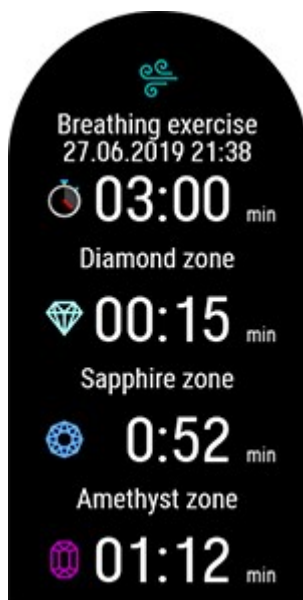 Breathing exercise
27.06.2019 21:38
03:00 min
Diamond zone
00:15 min
Sapphire zone
0:52 min
Amethyst zone
01:12 min